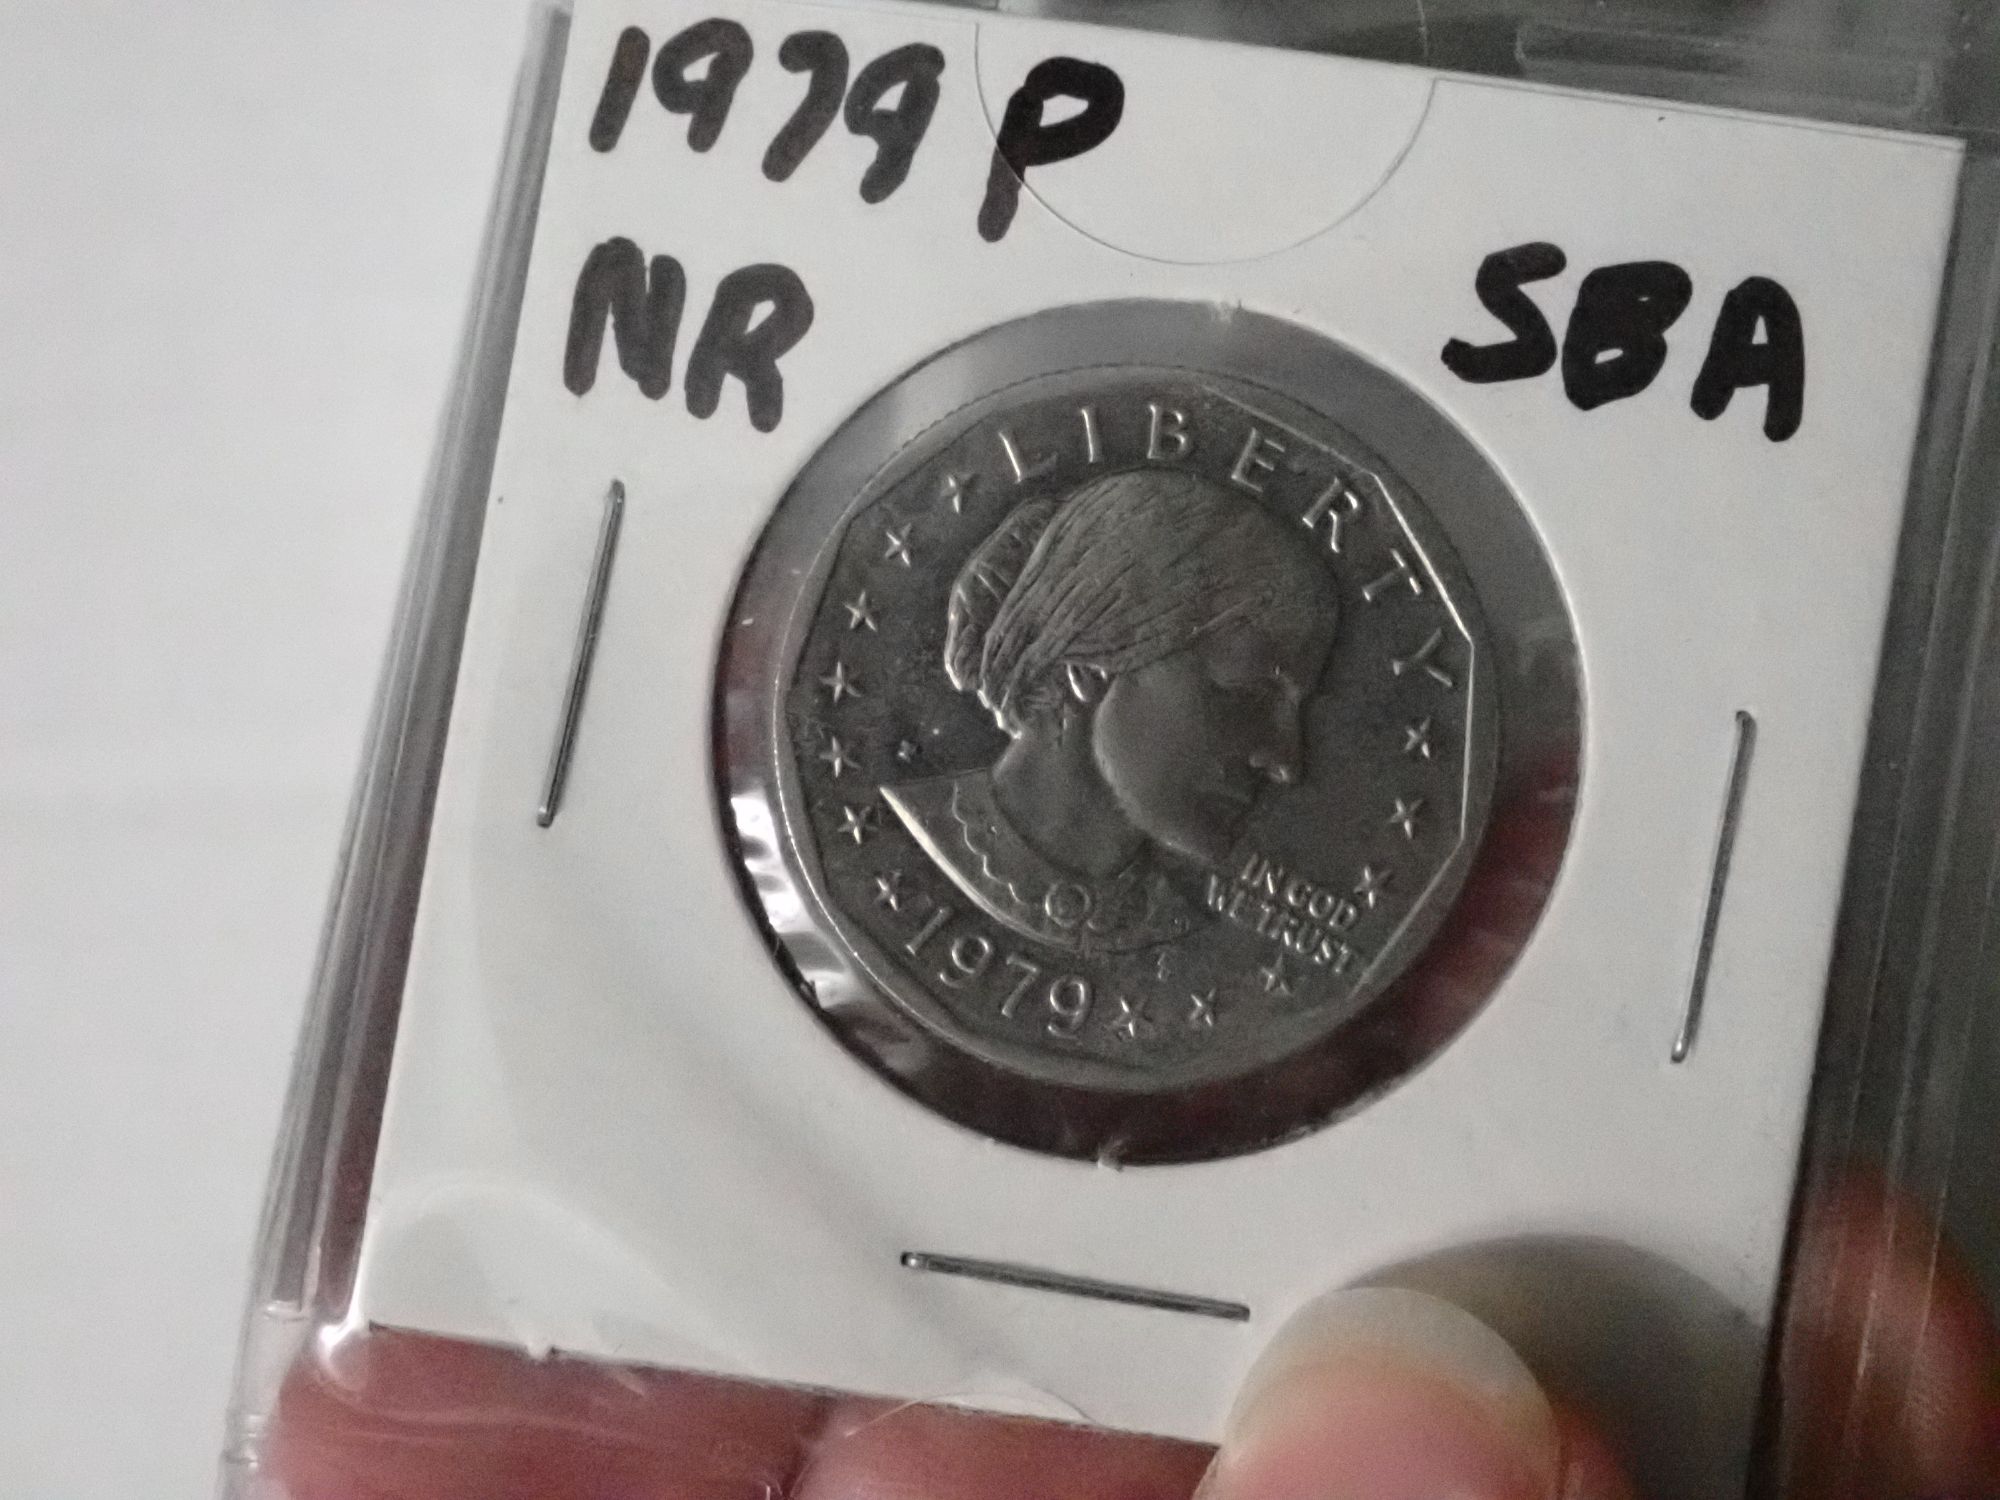 1979 P
NR
SBA
LIBERTY
IN GOD
WE TRUST
1979